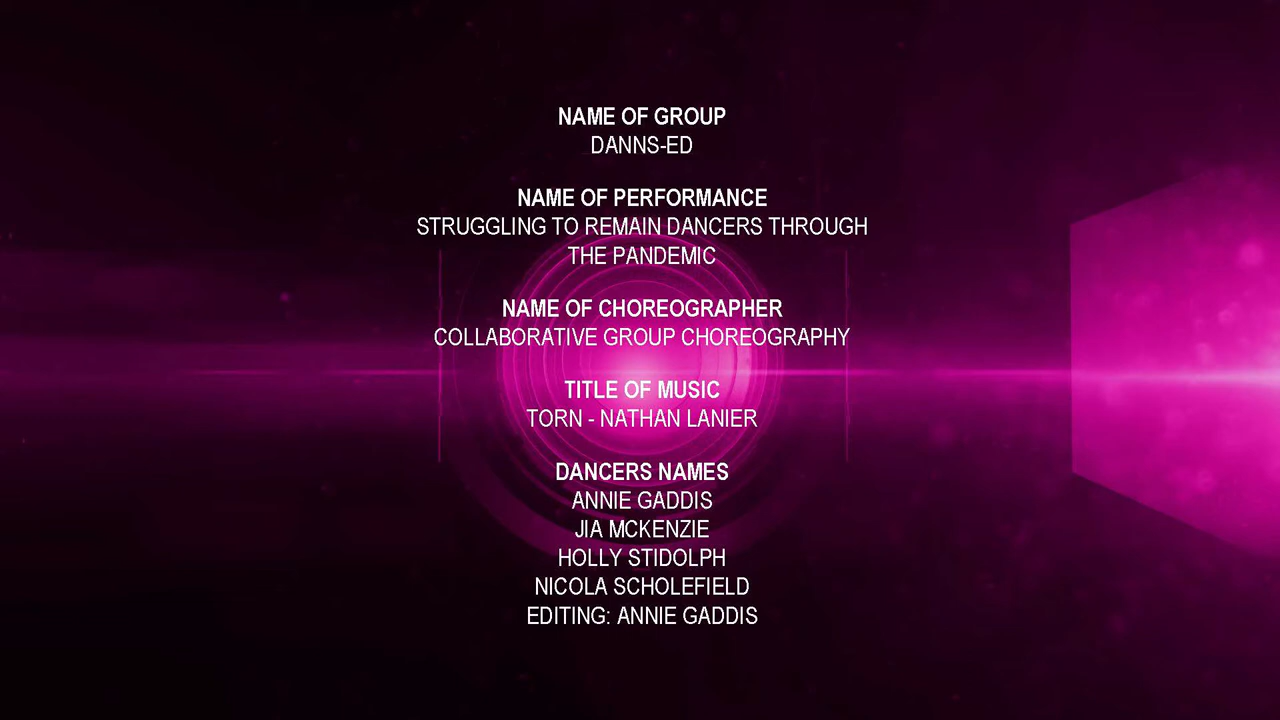 NAME OF GROUP
DANNS-ED
NAME OF PERFORMANCE
STRUGGLING TO REMAIN DANCERS THROUGH
THE PANDEMIC
NAME OF CHOREOGRAPHER
COLLABORATIVE GROUP CHOREOGRAPHY
TITLE OF MUSIC
TORN - NATHAN LANIER
DANCERS NAMES
ANNIE GADDIS
JIA MCKENZIE
HOLLY STIDOLPH
NICOLA SCHOLEFIELD
EDITING: ANNIE GADDIS